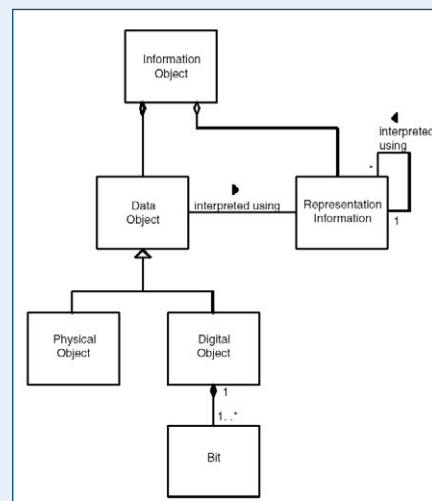 Information
Object
interpreted
using
*
Data
Object
interpreted using
Representation
Information
1
Physical
Object
Digital
Object
1
1. .*
Bit